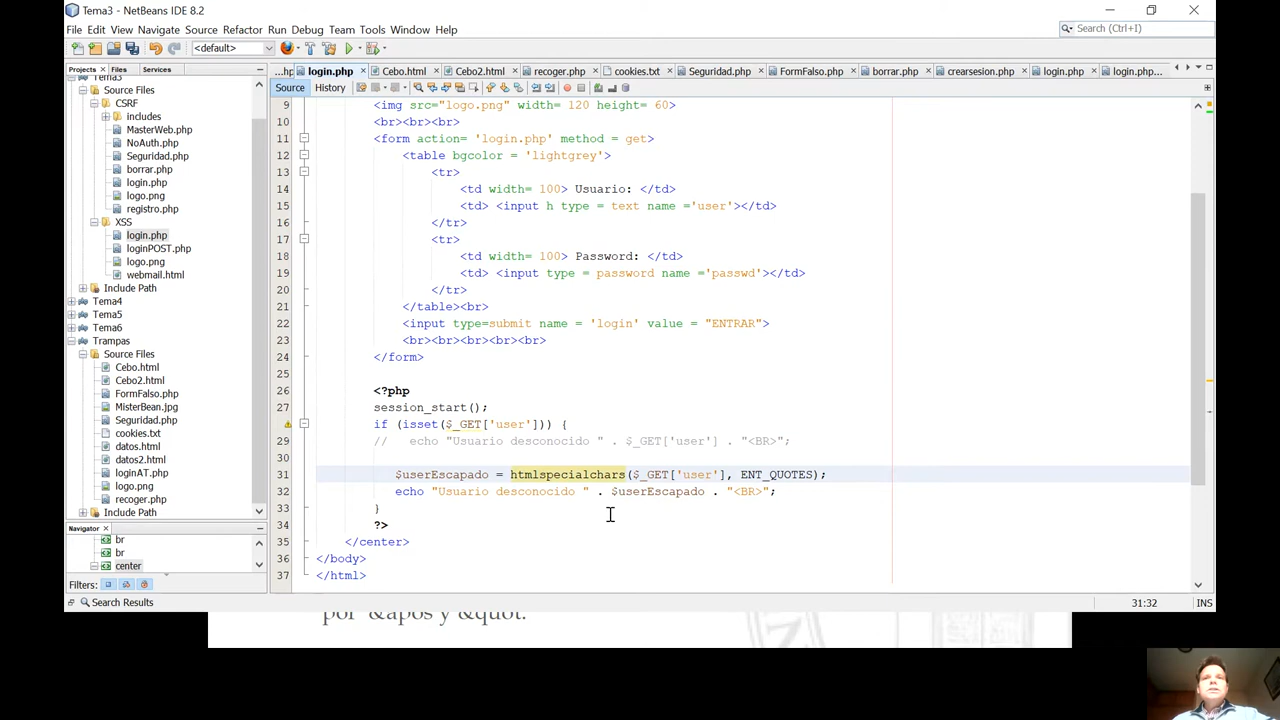 Tema3 - NetBeans IDE 8.2
File Edit View Navigate Source Refactor Run Debug Team Tools Window Help
Search (Ctrl+I)
<default>
Projects Files Services
...hp login.php Cebo.html Cebo2.html recoger.php cookies.txt Seguridad.php FormFalso.php borrar.php crearsesion.php login.php login.php...
Source History
Tema3
Source Files
CSRF
includes
MasterWeb.php
NoAuth.php
Seguridad.php
borrar.php
login.php
logo.png
registro.php
XSS
login.php
loginPOST.php
logo.png
webmail.html
Include Path
Tema4
Tema5
Tema6
Trampas
Source Files
Cebo.html
Cebo2.html
FormFalso.php
MisterBean.jpg
Seguridad.php
cookies.txt
datos.html
datos2.html
loginAT.php
logo.png
recoger.php
Include Path
Navigator
br
br
center
Filters:
Search Results
9 <img src="logo.png" width= 120 height= 60>
10 <br><br><br>
11 <form action= 'login.php' method = get>
12 <table bgcolor = 'lightgrey'>
13 <tr>
14 <td width= 100> Usuario: </td>
15 <td> <input h type = text name ='user'></td>
16 </tr>
17 <tr>
18 <td width= 100> Password: </td>
19 <td> <input type = password name ='passwd'></td>
20 </tr>
21 </table><br>
22 <input type=submit name = 'login' value = "ENTRAR">
23 <br><br><br><br><br>
24 </form>
25
26 <?php
27 session_start();
if (isset($_GET['user'])) {
29 // echo "Usuario desconocido " . $_GET['user'] . "<BR>";
30
31 $userEscapado = htmlspecialchars($_GET['user'], ENT_QUOTES);
32 echo "Usuario desconocido " . $userEscapado . "<BR>";
33 }
34 ?>
35 </center>
36 </body>
37 </html>
31:32 INS
por &apos y &quot.